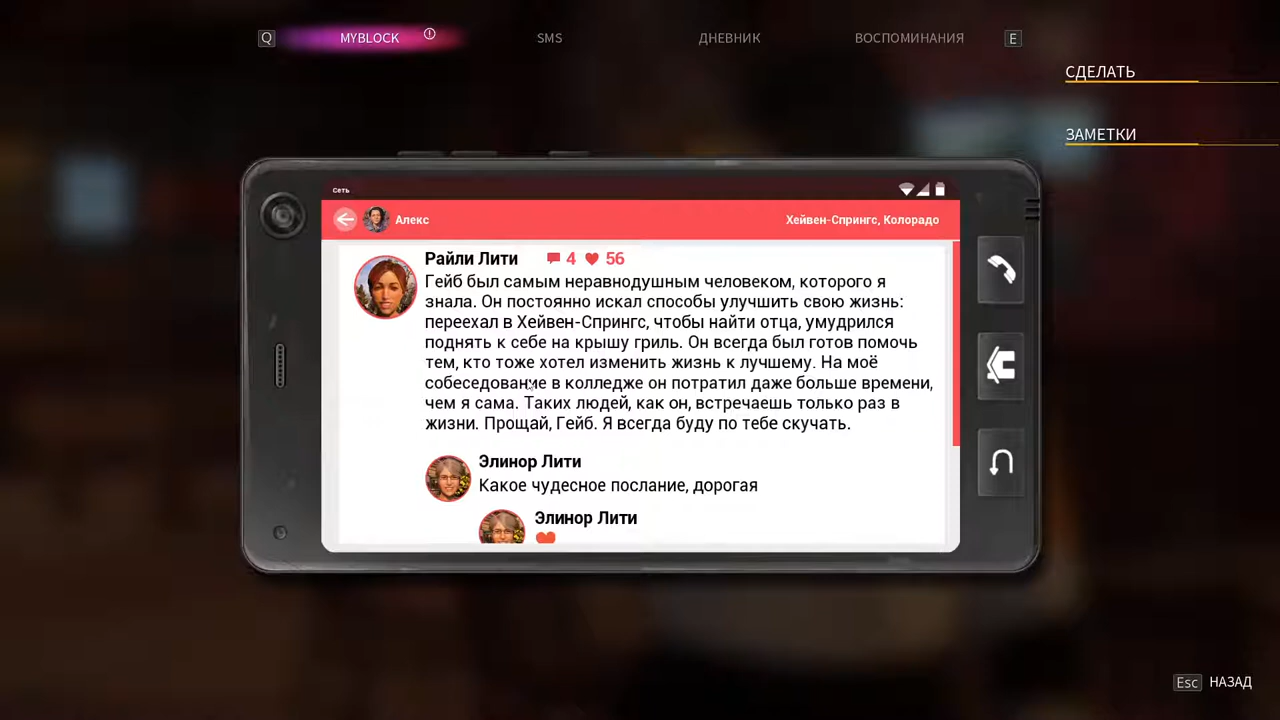 Q
MYBLOCK
SMS
ДНЕВНИК
ВОСПОМИНАНИЯ
E
СДЕЛАТЬ
ЗАМЕТКИ
Сеть
Алекс
Хейвен-Спрингс, Колорадо
Райли Лити 4 56
Гейб был самым неравнодушным человеком, которого я
знала. Он постоянно искал способы улучшить свою жизнь:
переехал в Хейвен-Спрингс, чтобы найти отца, умудрился
поднять к себе на крышу гриль. Он всегда был готов помочь
тем, кто тоже хотел изменить жизнь к лучшему. На моё
собеседование в колледже он потратил даже больше времени,
чем я сама. Таких людей, как он, встречаешь только раз в
жизни. Прощай, Гейб. Я всегда буду по тебе скучать.
Элинор Лити
Какое чудесное послание, дорогая
Элинор Лити
Esc НАЗАД